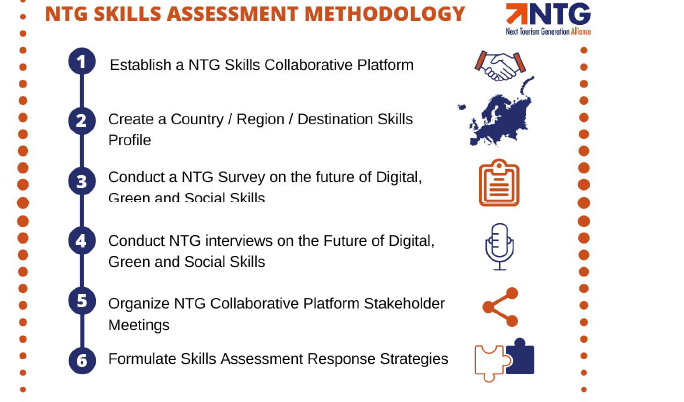 NTG SKILLS ASSESSMENT METHODOLOGY
NTG
Next Tourism Generation Alliance
1
Establish a NTG Skills Collaborative Platform
2
Create a Country / Region / Destination Skills
Profile
3
Conduct a NTG Survey on the future of Digital,
Green and Social Skills
4
Conduct NTG interviews on the Future of Digital,
Green and Social Skills
5
Organize NTG Collaborative Platform Stakeholder
Meetings
6
Formulate Skills Assessment Response Strategies